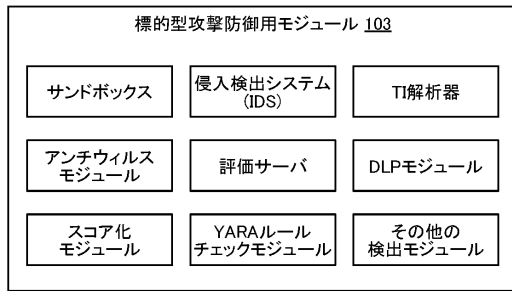 標的型攻撃防御用モジュール 103
サンドボックス
侵入検出システム
(IDS)
TI解析器
アンチウィルス
モジュール
評価サーバ
DLPモジュール
スコア化
モジュール
YARAルール
チェックモジュール
その他の
検出モジュール